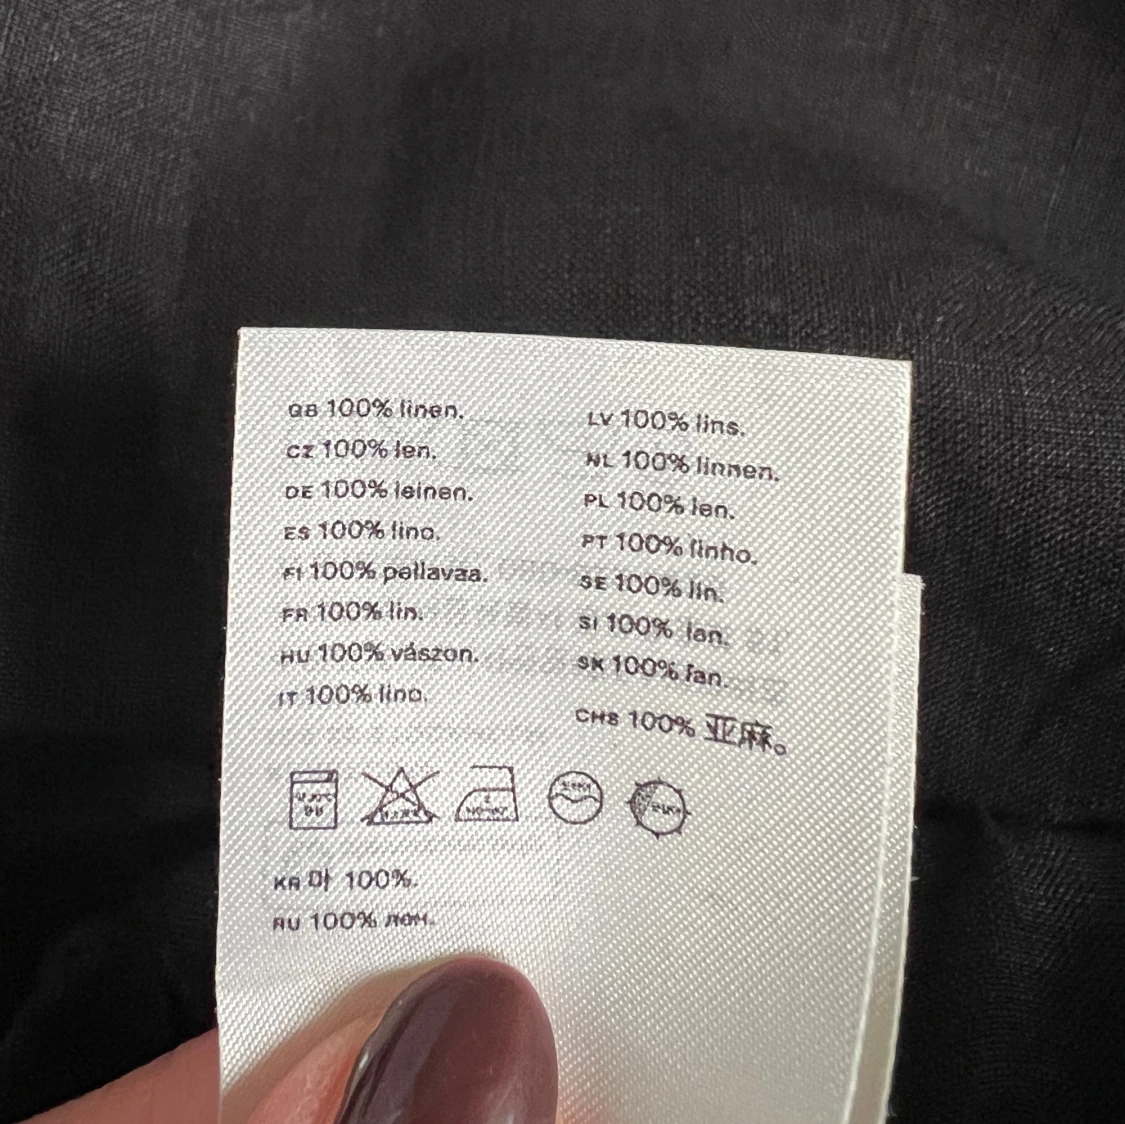 GB 100% linen.
CZ 100% len.
DE 100% leinen.
ES 100% lino.
FI 100% pellavaa.
FR 100% lin.
HU 100% vászon.
IT 100% lino.
LV 100% lins.
NL 100% linnen.
PL 100% len.
PT 100% linho.
SE 100% lin.
SI 100% lan.
SK 100% ľan.
CHS 100% 亚麻。
KR 마 100%.
RU 100% лен.